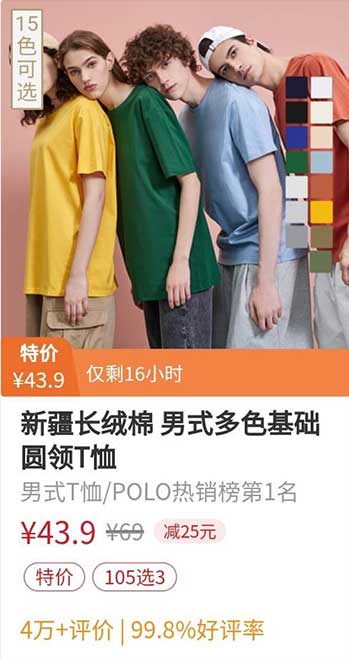 15
色可选
特价
¥43.9
仅剩16小时
新疆长绒棉 男式多色基础
圆领T恤
男式T恤/POLO热销榜第1名
¥43.9 ¥69 减25元
特价 105选3
4万+评价 | 99.8%好评率